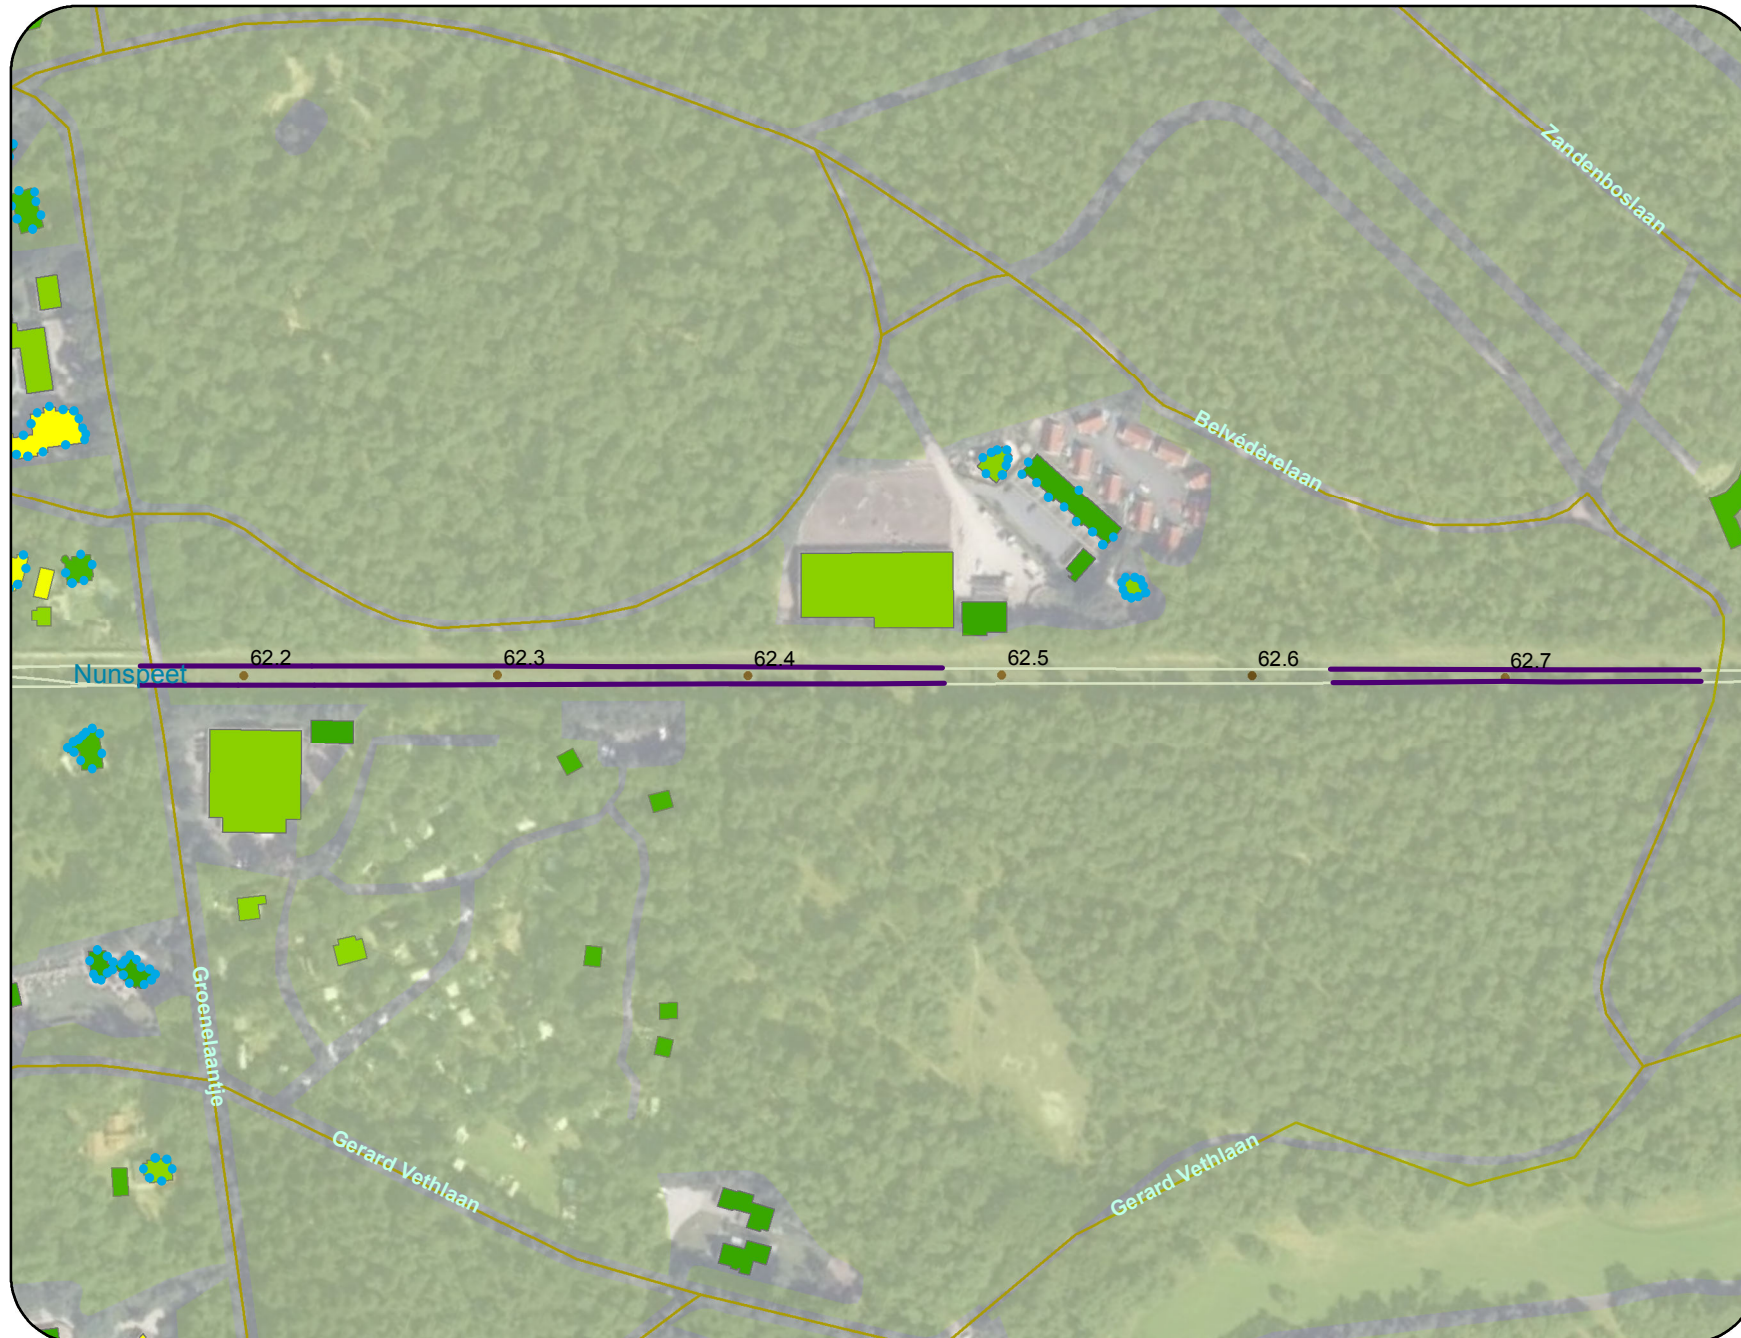 Zandenboslaan
Belvédèrelaan
62.2
62.3
62.4
62.5
62.6
62.7
Nunspeet
Groenelaantje
Gerard Vethlaan
Gerard Vethlaan